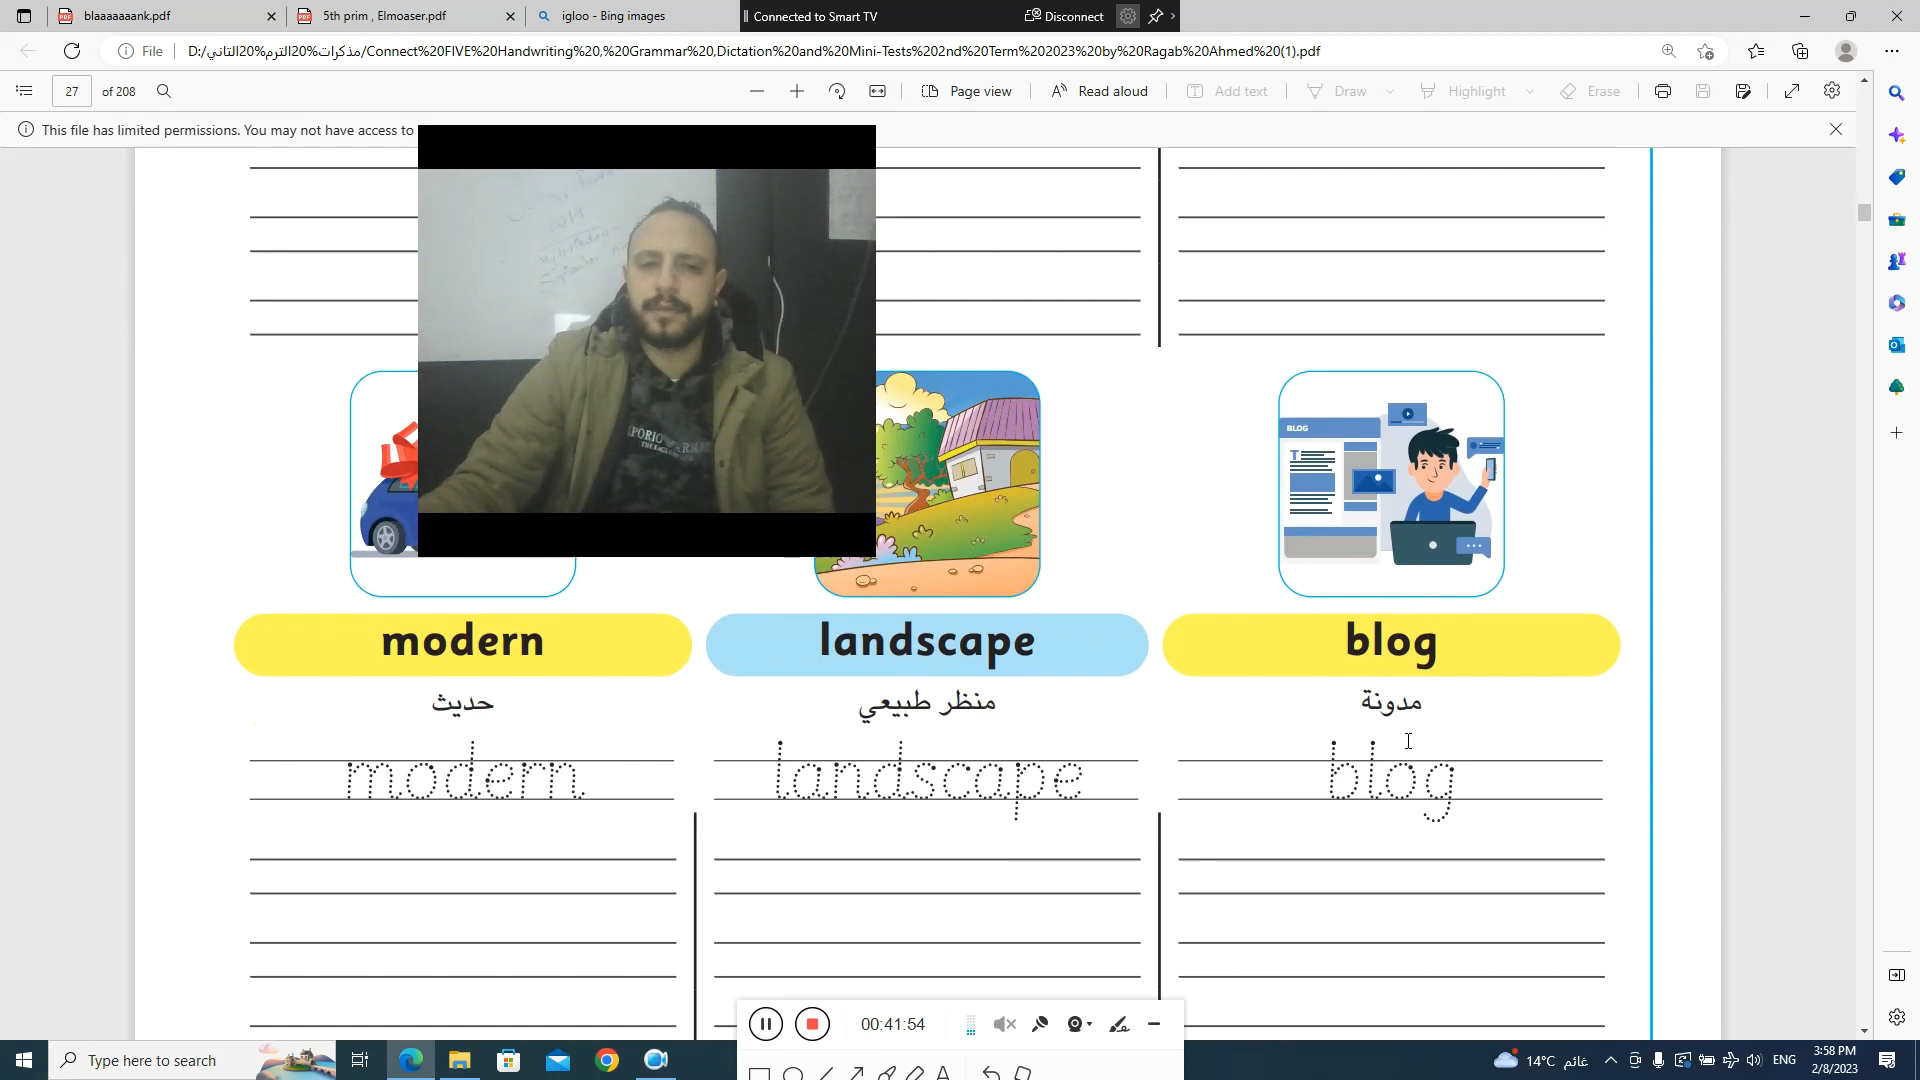 blaaaaaaank.pdf
5th prim , Elmoaser.pdf
igloo - Bing images
Connected to Smart TV
Disconnect
File
D:/مذكرات%20الترم%20الثاني/Connect%20FIVE%20Handwriting%20,%20Grammar%20,Dictation%20and%20Mini-Tests%202nd%20Term%202023%20by%20Ragab%20Ahmed%20(1).pdf
27 of 208
Page view
Read aloud
Add text
Draw
Highlight
Erase
This file has limited permissions. You may not have access to
2014
My birthday
September
BLOG
modern
landscape
blog
حديث
منظر طبيعي
مدونة
modern
landscape
blog
00:41:54
Type here to search
14°C غائم
ENG
3:58 PM
2/8/2023